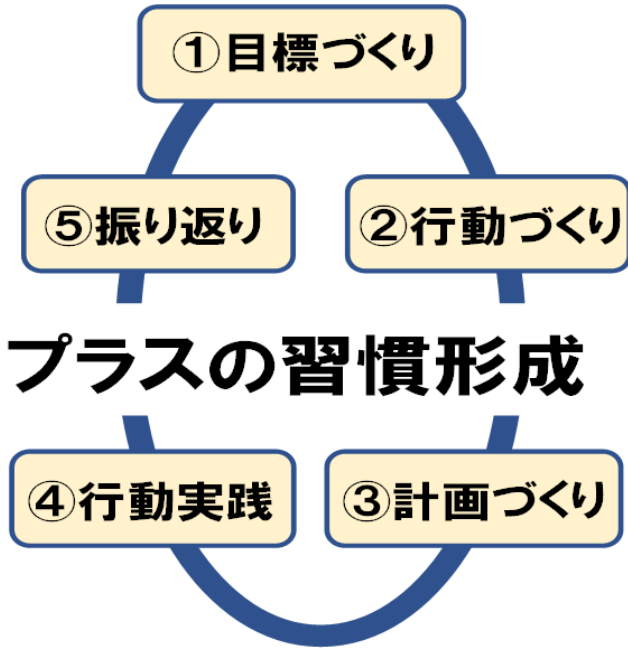 ①目標づくり
⑤振り返り
②行動づくり
プラスの習慣形成
④行動実践
③計画づくり